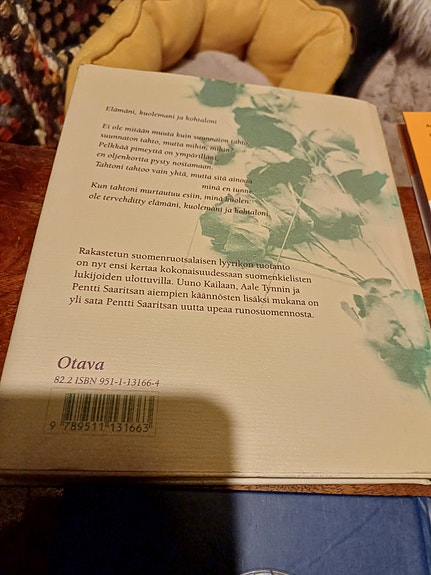 Elämäni, kuolemani ja kohtaloni
Ei ole mitään muuta kuin suunnaton tahto,
suunnaton tahto, mutta mihin, mihin?
Pelkkää pimeyttä on ympärilläni,
en oljenkorta pysty nostamaan.
Tahtoni tahtoo vain yhtä, mutta sitä ainoaa
minä en tunne.
Kun tahtoni murtautuu esiin, minä kuolen:
ole tervehditty elämäni, kuolemani ja kohtaloni.
Rakastetun suomenruotsalaisen lyyrikon tuotanto
on nyt ensi kertaa kokonaisuudessaan suomenkielisten
lukijoiden ulottuvilla. Uuno Kailaan, Aale Tynnin ja
Pentti Saaritsan aiempien käännösten lisäksi mukana on
yli sata Pentti Saaritsan uutta upeaa runosuomennosta.
Otava
82.2 ISBN 951-1-13166-4
9 789511 131663